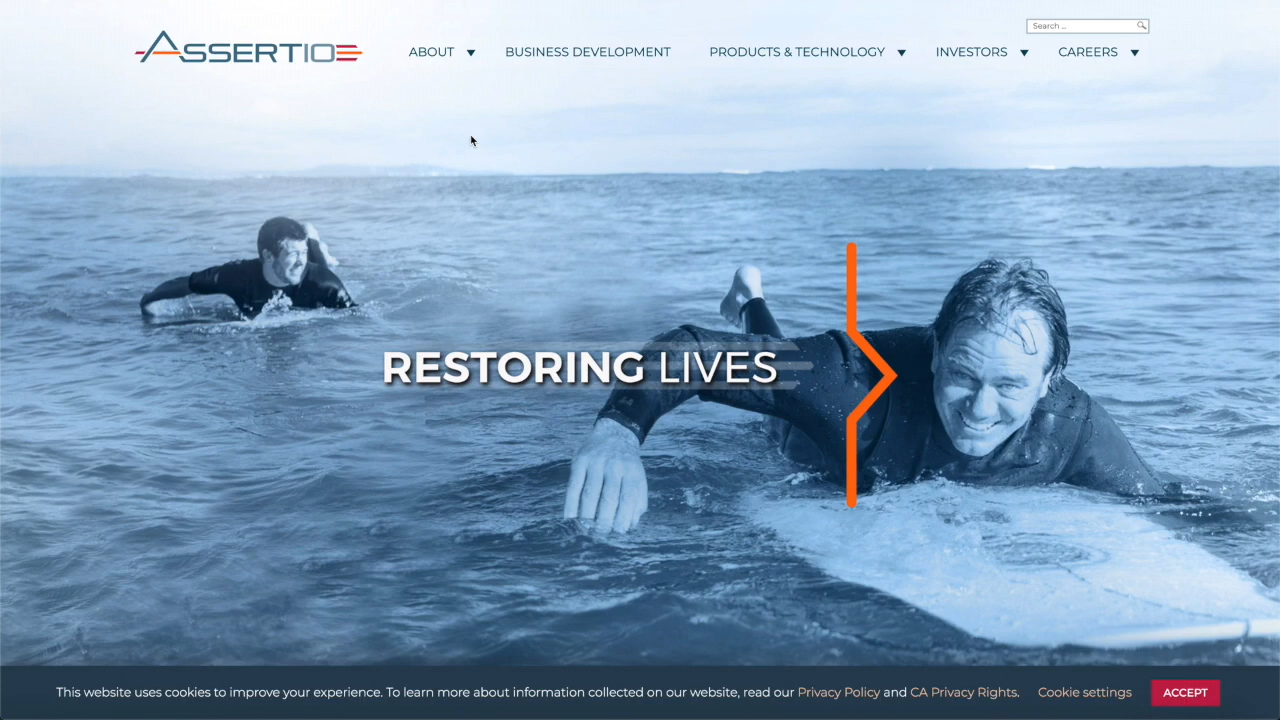 Search ...
ASSERTIO
ABOUT BUSINESS DEVELOPMENT PRODUCTS & TECHNOLOGY INVESTORS CAREERS
RESTORING LIVES
This website uses cookies to improve your experience. To learn more about information collected on our website, read our Privacy Policy and CA Privacy Rights. Cookie settings ACCEPT